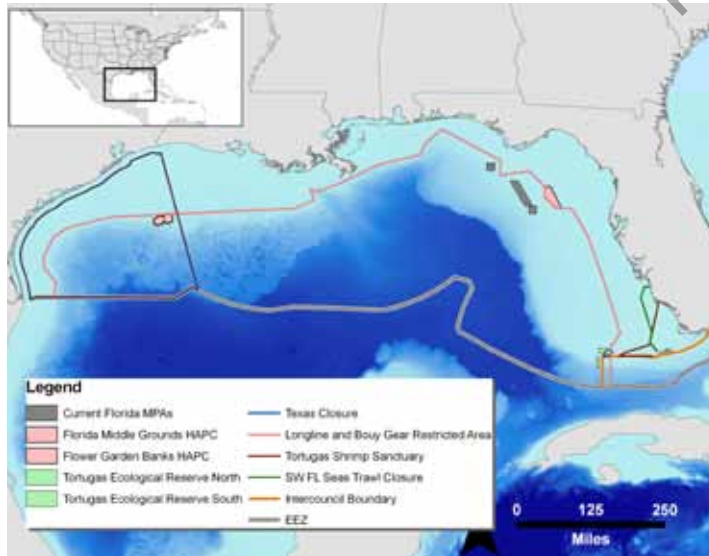 Legend
Current Florida MPAs
Florida Middle Grounds HAPC
Flower Garden Banks HAPC
Tortugas Ecological Reserve North
Tortugas Ecological Reserve South
Texas Closure
Longline and Bouy Gear Restricted Area
Tortugas Shrimp Sanctuary
SW FL Seas Trawl Closure
Intercouncil Boundary
EEZ
0 125 250
Miles